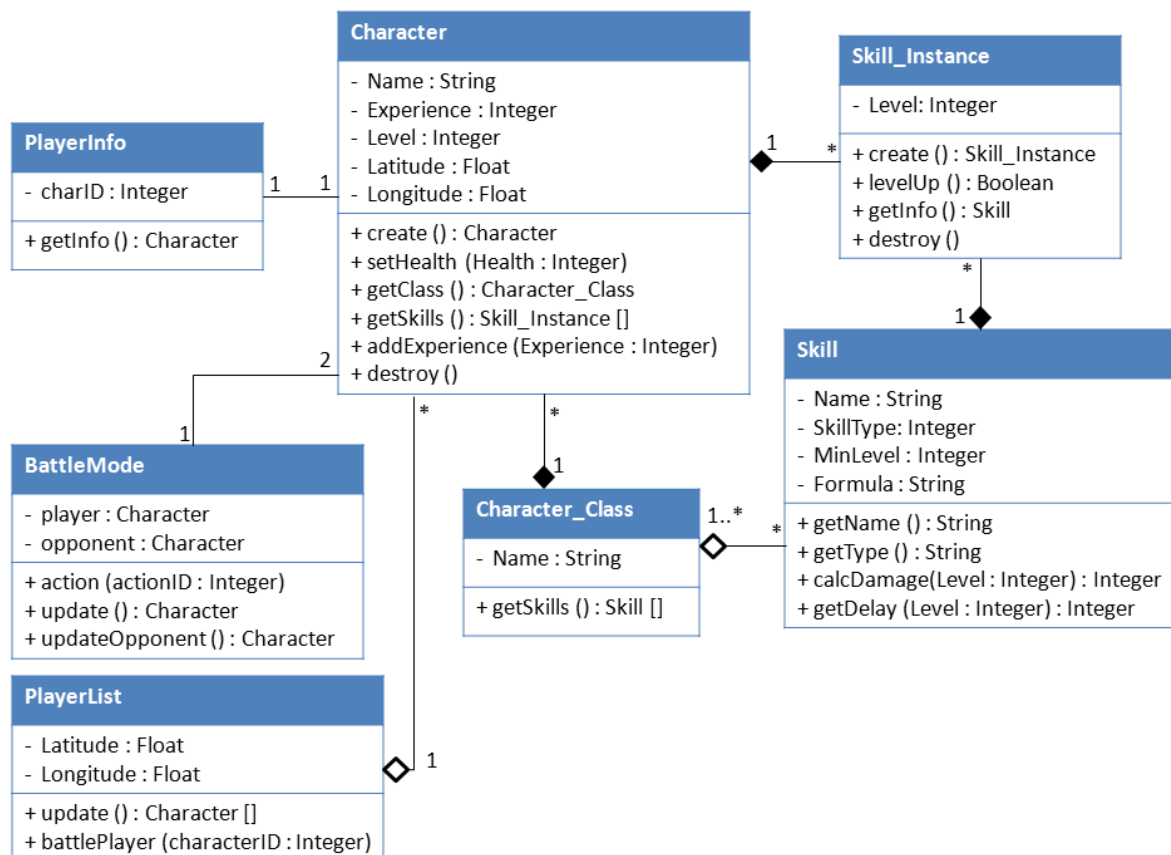 Character
- Name : String
- Experience : Integer
- Level : Integer
- Latitude : Float
- Longitude : Float
+ create () : Character
+ setHealth (Health : Integer)
+ getClass () : Character_Class
+ getSkills () : Skill_Instance []
+ addExperience (Experience : Integer)
+ destroy ()
Skill_Instance
- Level: Integer
+ create () : Skill_Instance
+ levelUp () : Boolean
+ getInfo () : Skill
+ destroy ()
1
*
PlayerInfo
- charID : Integer
+ getInfo () : Character
1
1
*
1
Skill
- Name : String
- SkillType: Integer
- MinLevel : Integer
- Formula : String
+ getName () : String
+ getType () : String
+ calcDamage(Level : Integer) : Integer
+ getDelay (Level : Integer) : Integer
2
1
BattleMode
- player : Character
- opponent : Character
+ action (actionID : Integer)
+ update () : Character
+ updateOpponent () : Character
*
*
1
Character_Class
- Name : String
+ getSkills () : Skill []
1..*
*
PlayerList
- Latitude : Float
- Longitude : Float
+ update () : Character []
+ battlePlayer (characterID : Integer)
1